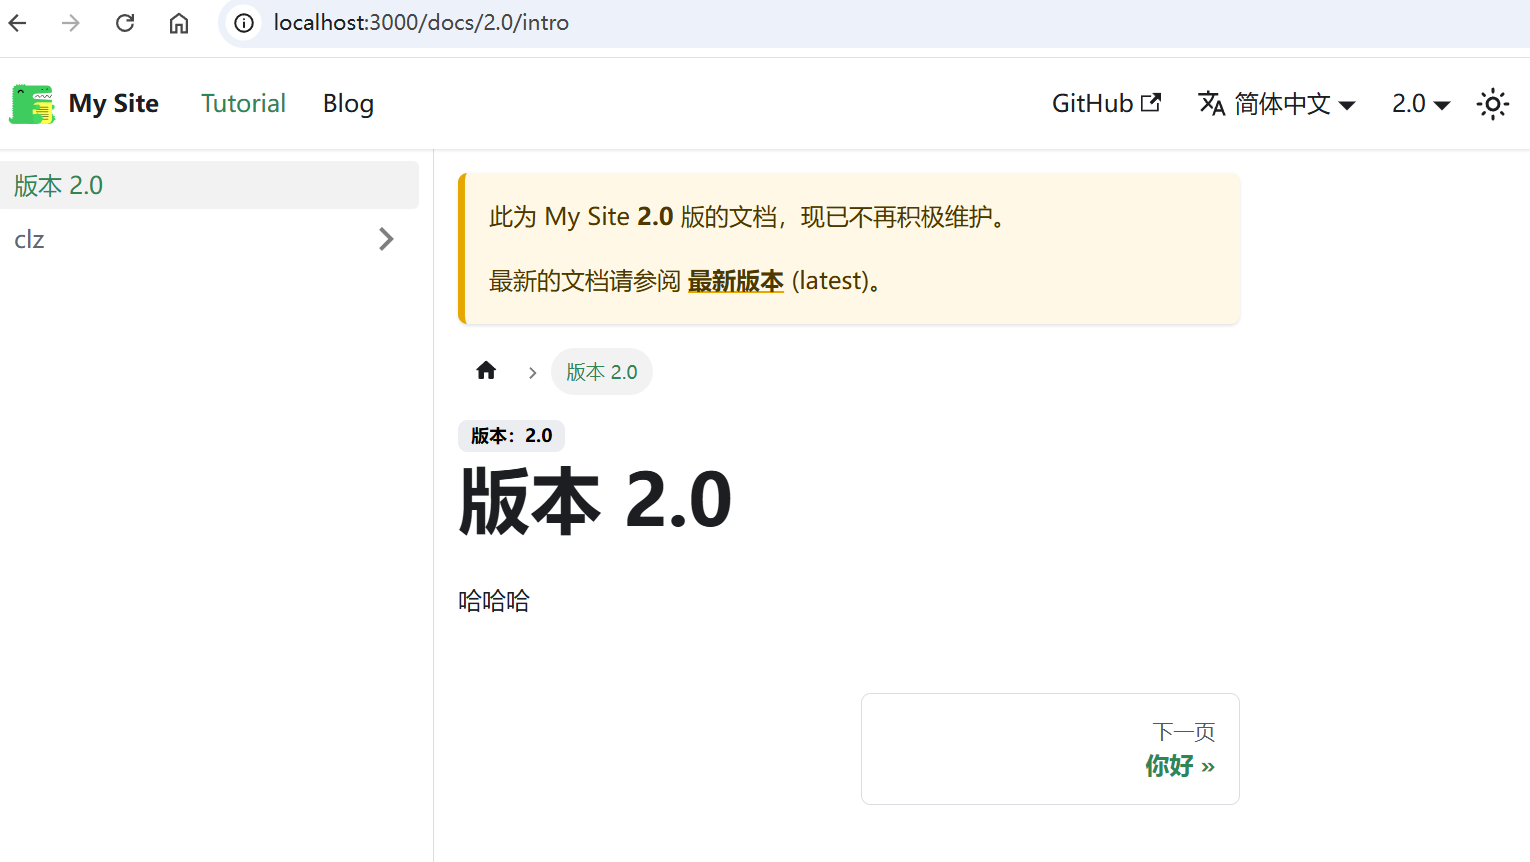 localhost:3000/docs/2.0/intro
My Site Tutorial Blog GitHub 简体中文 2.0
版本 2.0
clz
此为 My Site 2.0 版的文档，现已不再积极维护。
最新的文档请参阅 最新版本 (latest)。
版本 2.0
版本：2.0
版本 2.0
哈哈哈
下一页
你好 »